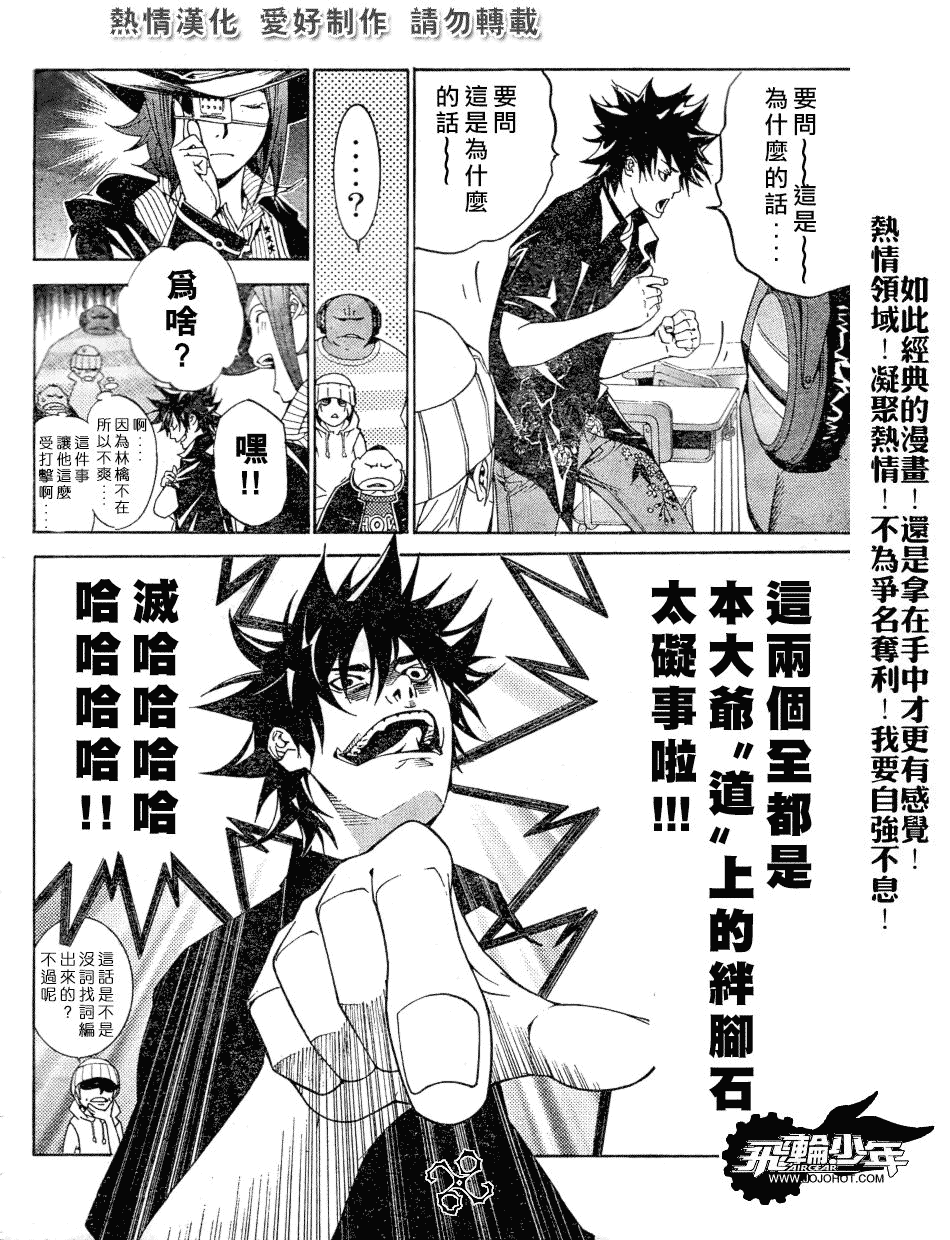 熱情漢化 愛好制作 請勿轉載
要問～這是～
為什麼的話....
要問
這是為什麼
的話～
....?
為啥?
嘿!!
啊....
因為林檎不在
所以不爽...
這件事
讓他這麼
受打擊啊....
這兩個全都是
本大爺〝道〞上的絆腳石
太礙事啦!!!
滅哈哈哈哈
哈哈哈哈!!
這話是不是
沒詞找詞編
出來的?
不過呢
HOW
如此經典的漫畫!還是拿在手中才更有感覺!
熱情領域!凝聚熱情!不為爭名奪利!我要自強不息!
飛輪少年
AIRGEAR
WWW.JOJOHOT.COM